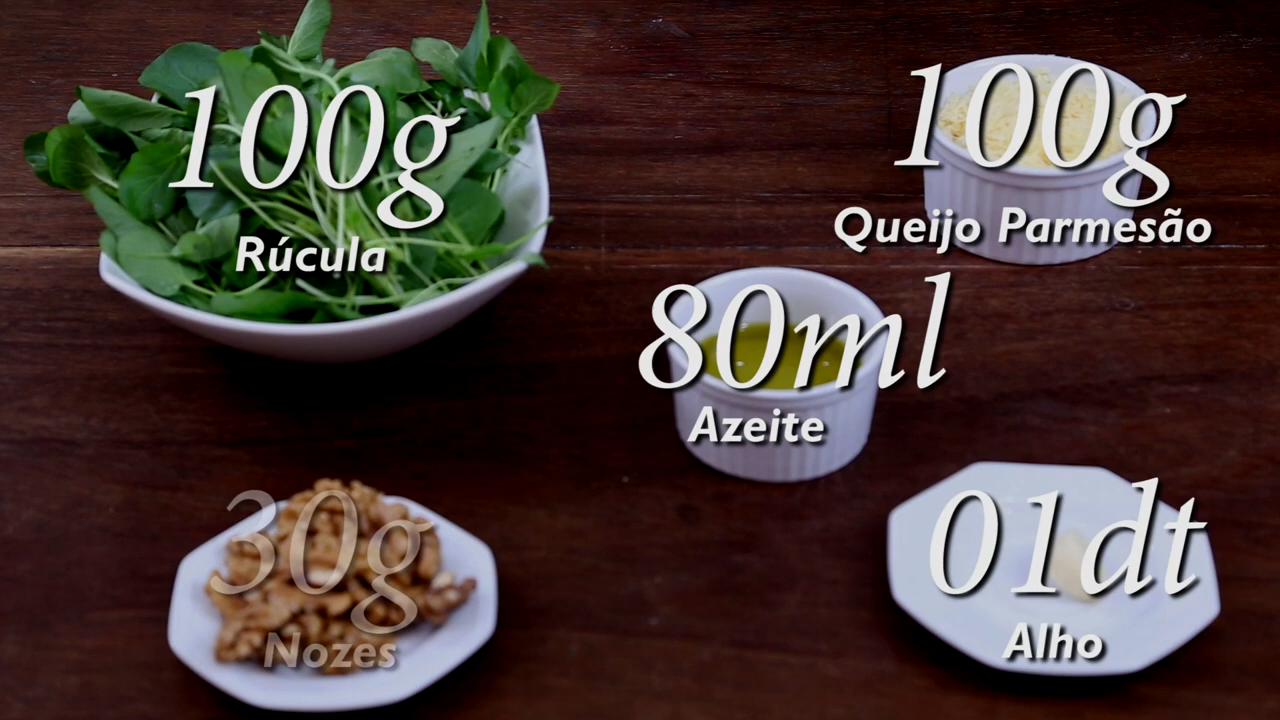 100g
Rúcula
100g
Queijo Parmesão
80ml
Azeite
30g
Nozes
01dt
Alho